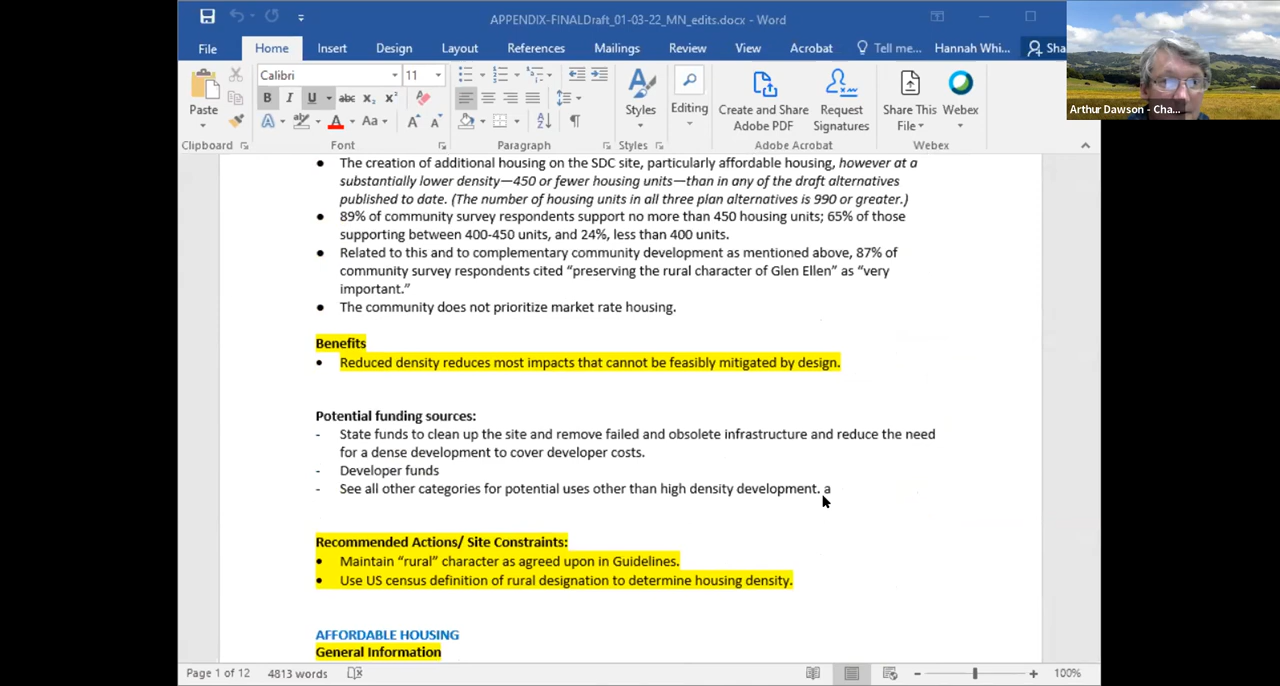 APPENDIX-FINALDraft_01-03-22_MN_edits.docx - Word
File Home Insert Design Layout References Mailings Review View Acrobat Tell me... Hannah Whi... Sha
Arthur Dawson - Cha...
Calibri 11
Paste
B I U abc x₂ x²
A A Aa A A
Styles Editing
Create and Share Adobe PDF
Request Signatures
Share This File
Webex
Clipboard Font Paragraph Styles Adobe Acrobat Webex
● The creation of additional housing on the SDC site, particularly affordable housing, however at a
substantially lower density—450 or fewer housing units—than in any of the draft alternatives
published to date. (The number of housing units in all three plan alternatives is 990 or greater.)
● 89% of community survey respondents support no more than 450 housing units; 65% of those
supporting between 400-450 units, and 24%, less than 400 units.
● Related to this and to complementary community development as mentioned above, 87% of
community survey respondents cited “preserving the rural character of Glen Ellen” as “very
important.”
● The community does not prioritize market rate housing.
Benefits
• Reduced density reduces most impacts that cannot be feasibly mitigated by design.
Potential funding sources:
- State funds to clean up the site and remove failed and obsolete infrastructure and reduce the need
for a dense development to cover developer costs.
- Developer funds
- See all other categories for potential uses other than high density development. a
Recommended Actions/ Site Constraints:
• Maintain “rural” character as agreed upon in Guidelines.
• Use US census definition of rural designation to determine housing density.
AFFORDABLE HOUSING
General Information
Page 1 of 12 4813 words 100%